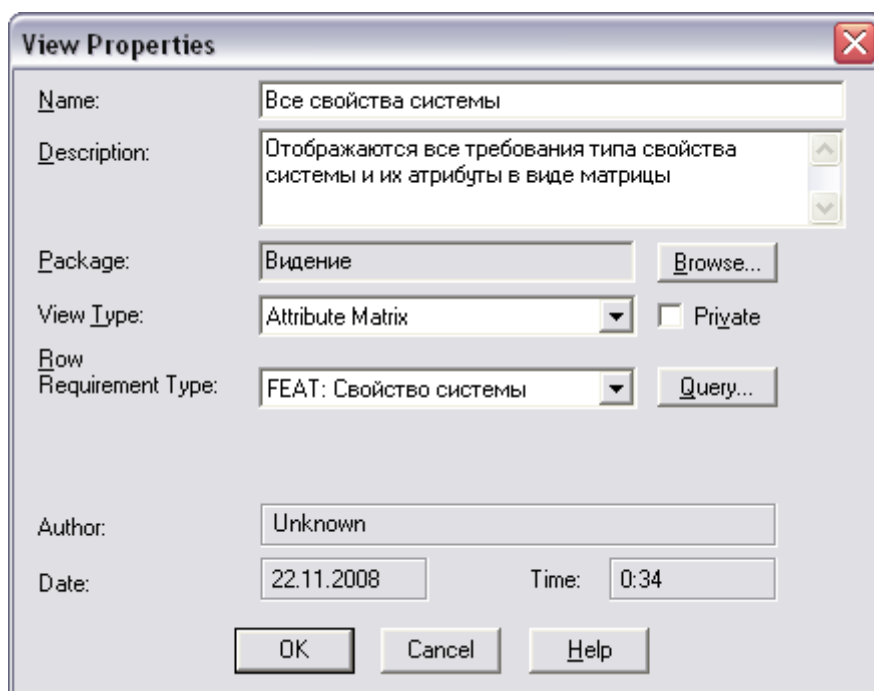 View Properties
Name: Все свойства системы
Description: Отображаются все требования типа свойства
системы и их атрибуты в виде матрицы
Package: Видение Browse...
View Type: Attribute Matrix Private
Row
Requirement Type: FEAT: Свойство системы Query...
Author: Unknown
Date: 22.11.2008 Time: 0:34
OK Cancel Help